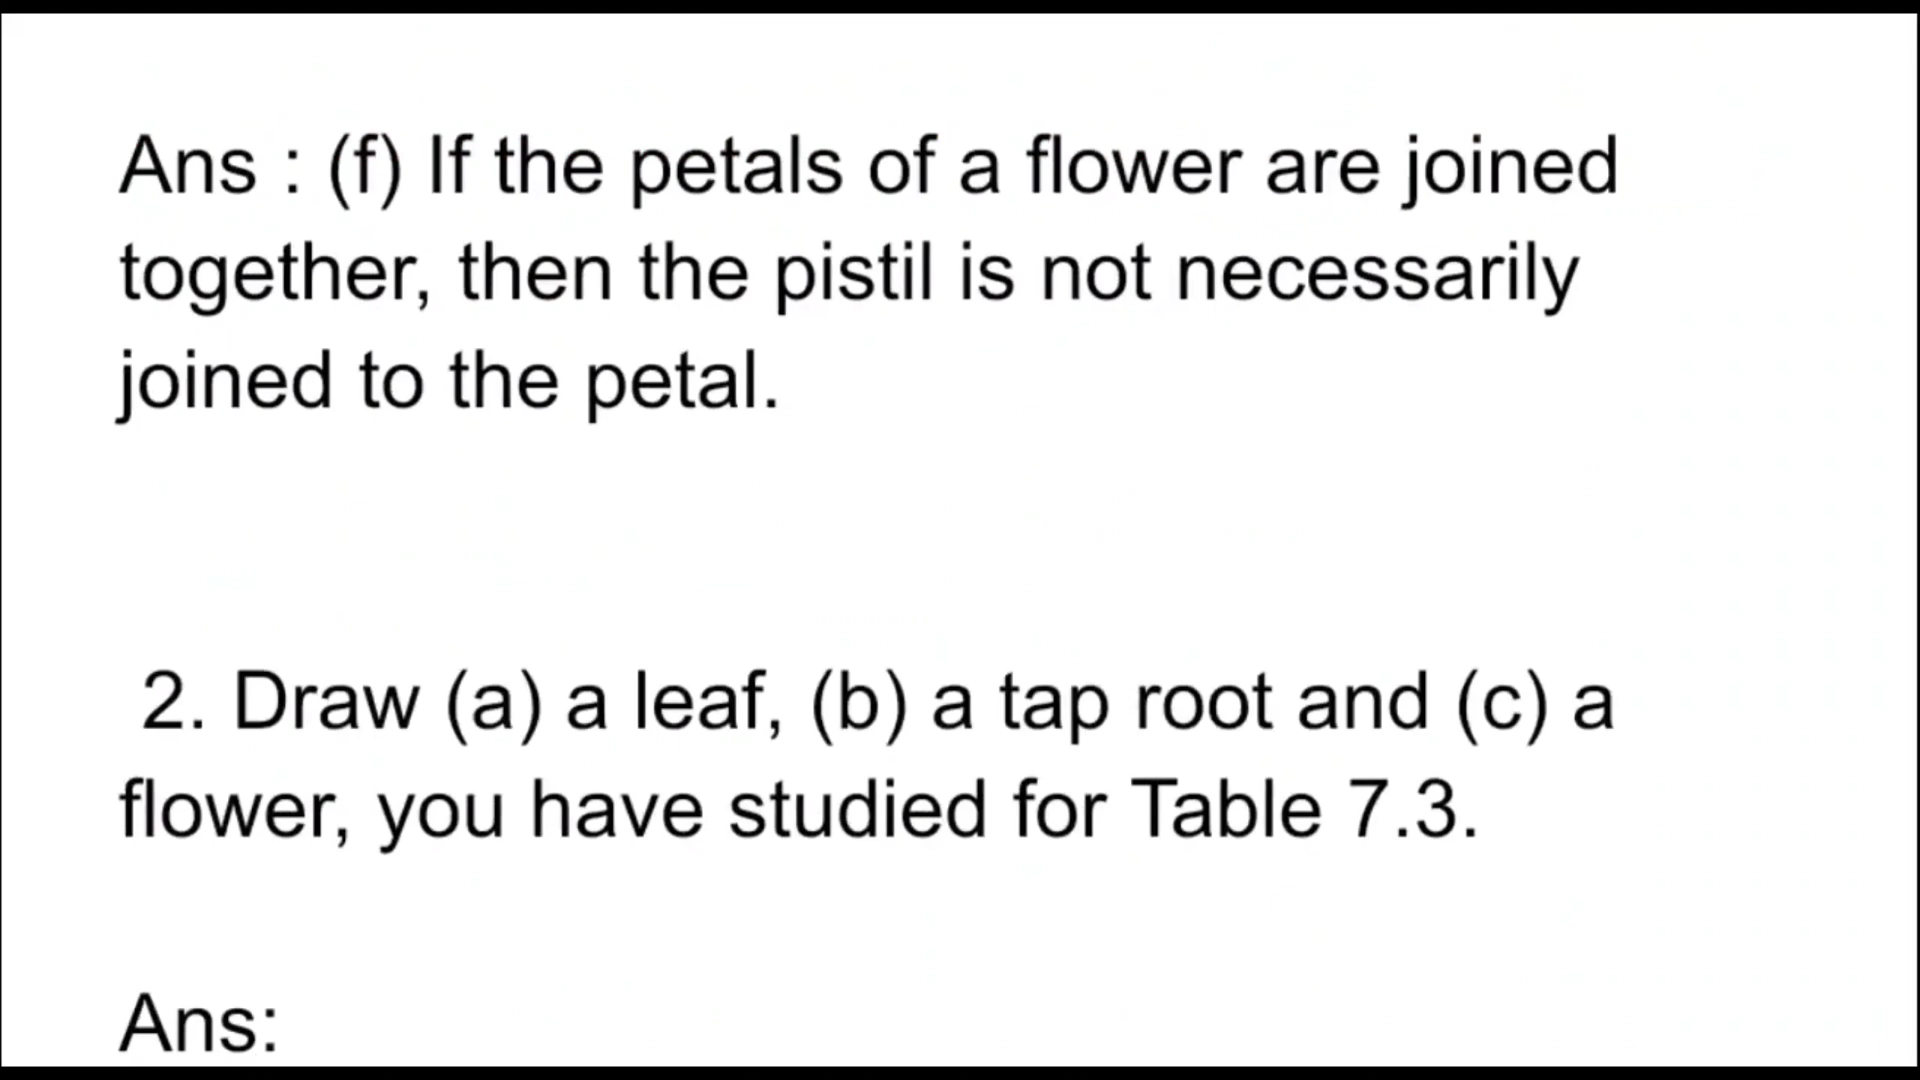 Ans : (f) If the petals of a flower are joined
together, then the pistil is not necessarily
joined to the petal.
2. Draw (a) a leaf, (b) a tap root and (c) a
flower, you have studied for Table 7.3.
Ans: